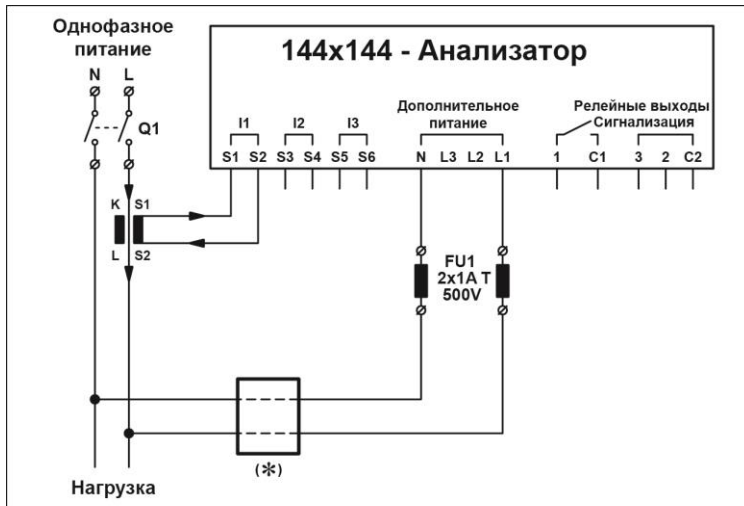 Однофазное
питание
N L
Q1
144x144 - Анализатор
I1 I2 I3
Дополнительное
питание
Релейные выходы
Сигнализация
S1 S2 S3 S4 S5 S6 N L3 L2 L1 1 C1 3 2 C2
K S1
L S2
FU1
2x1A T
500V
(*)
Нагрузка